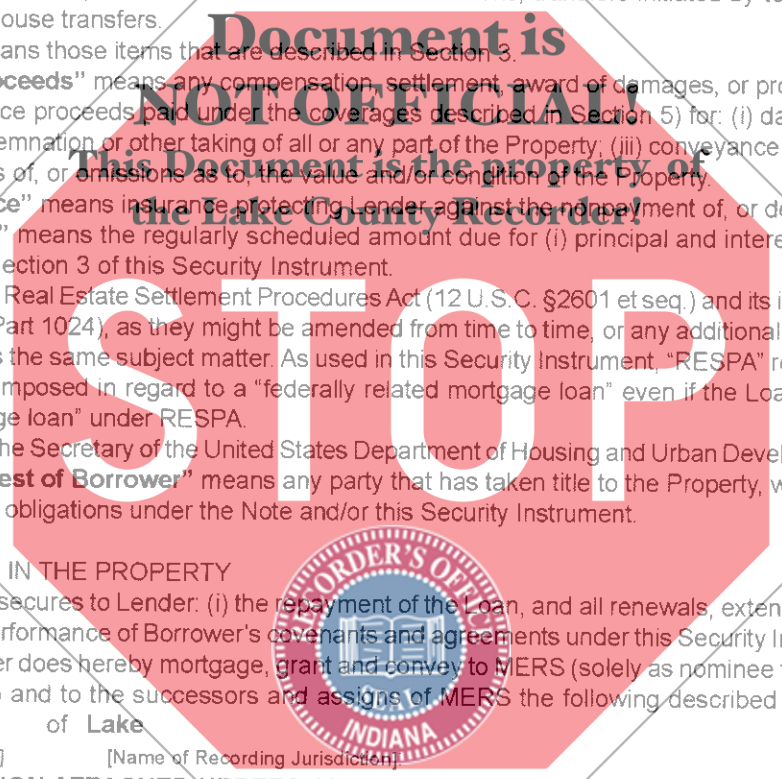 ouse transfers.
ans those items that are described in Section 3.
ceeds” means any compensation, settlement, award of damages, or pro
ce proceeds paid under the coverages described in Section 5) for: (i) da
emnation or other taking of all or any part of the Property; (iii) conveyance
s of, or omissions as to, the value and/or condition of the Property.
ce” means insurance protecting Lender against the nonpayment of, or de
” means the regularly scheduled amount due for (i) principal and intere
ection 3 of this Security Instrument.
Real Estate Settlement Procedures Act (12 U.S.C. §2601 et seq.) and its i
Part 1024), as they might be amended from time to time, or any additional
s the same subject matter. As used in this Security Instrument, “RESPA” r
mposed in regard to a “federally related mortgage loan” even if the Loa
ge loan” under RESPA.
he Secretary of the United States Department of Housing and Urban Devel
est of Borrower” means any party that has taken title to the Property, w
obligations under the Note and/or this Security Instrument.
IN THE PROPERTY
secures to Lender: (i) the repayment of the Loan, and all renewals, exten
rformance of Borrower's covenants and agreements under this Security In
er does hereby mortgage, grant and convey to MERS (solely as nominee
and to the successors and assigns of MERS the following described
of Lake
] [Name of Recording Jurisdiction]:
Document is
NOT OFFICIAL!
This Document is the property of
the Lake County Recorder!
STOP
RECORDER'S OFFICE
SEAL
INDIANA